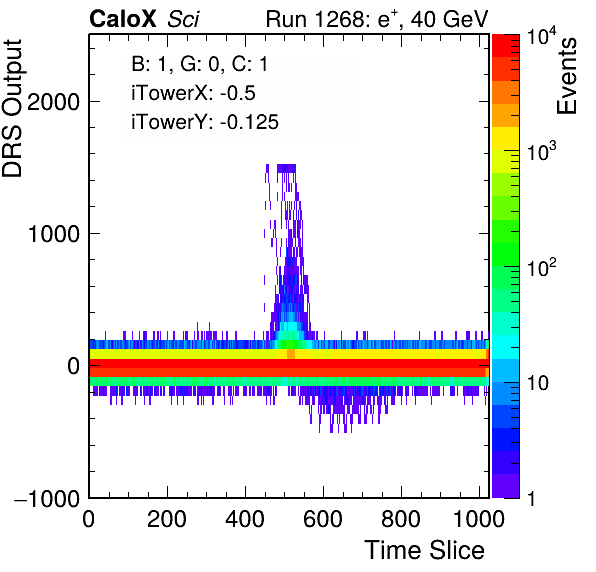 CaloX Sci Run 1268: e⁺, 40 GeV
B: 1, G: 0, C: 1
iTowerX: -0.5
iTowerY: -0.125
DRS Output
2000
1000
0
−1000
0 200 400 600 800 1000
Time Slice
Events
10⁴
10³
10²
10
1